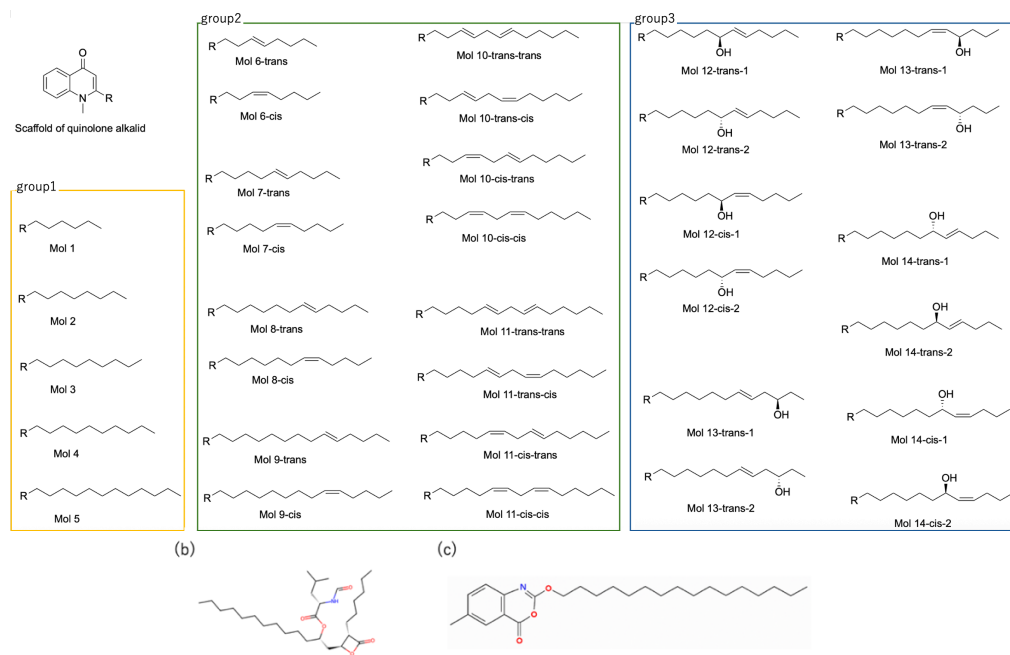 group2
group3
O
N
R
Scaffold of quinolone alkalid
group1
R
Mol 1
R
Mol 2
R
Mol 3
R
Mol 4
R
Mol 5
R
Mol 6-trans
R
Mol 6-cis
R
Mol 7-trans
R
Mol 7-cis
R
Mol 8-trans
R
Mol 8-cis
R
Mol 9-trans
R
Mol 9-cis
R
Mol 10-trans-trans
R
Mol 10-trans-cis
R
Mol 10-cis-trans
R
Mol 10-cis-cis
R
Mol 11-trans-trans
R
Mol 11-trans-cis
R
Mol 11-cis-trans
R
Mol 11-cis-cis
R
OH
Mol 12-trans-1
R
OH
Mol 12-trans-2
R
OH
Mol 12-cis-1
R
OH
Mol 12-cis-2
R
OH
Mol 13-trans-1
R
OH
Mol 13-trans-2
R
OH
Mol 13-trans-1
R
OH
Mol 13-trans-2
OH
R
Mol 14-trans-1
OH
R
Mol 14-trans-2
OH
R
Mol 14-cis-1
OH
R
Mol 14-cis-2
(b)
(c)
O
NH
O
O
O
O
N
O
O
O